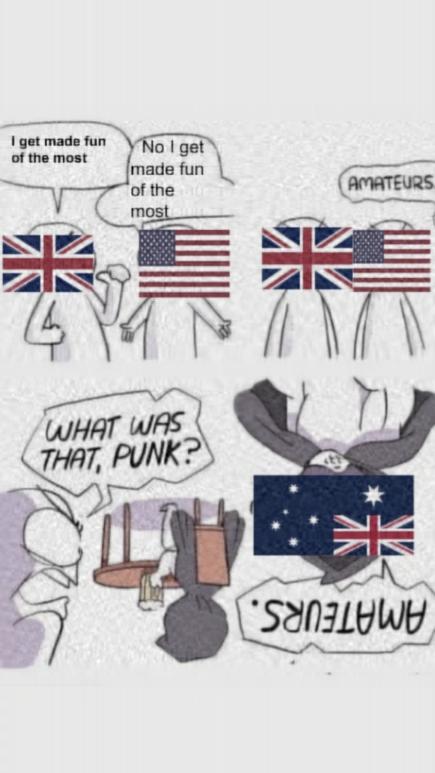 I get made fun
of the most
No I get
made fun
of the
most
AMATEURS
WHAT WAS
THAT, PUNK?
AMATEURS.